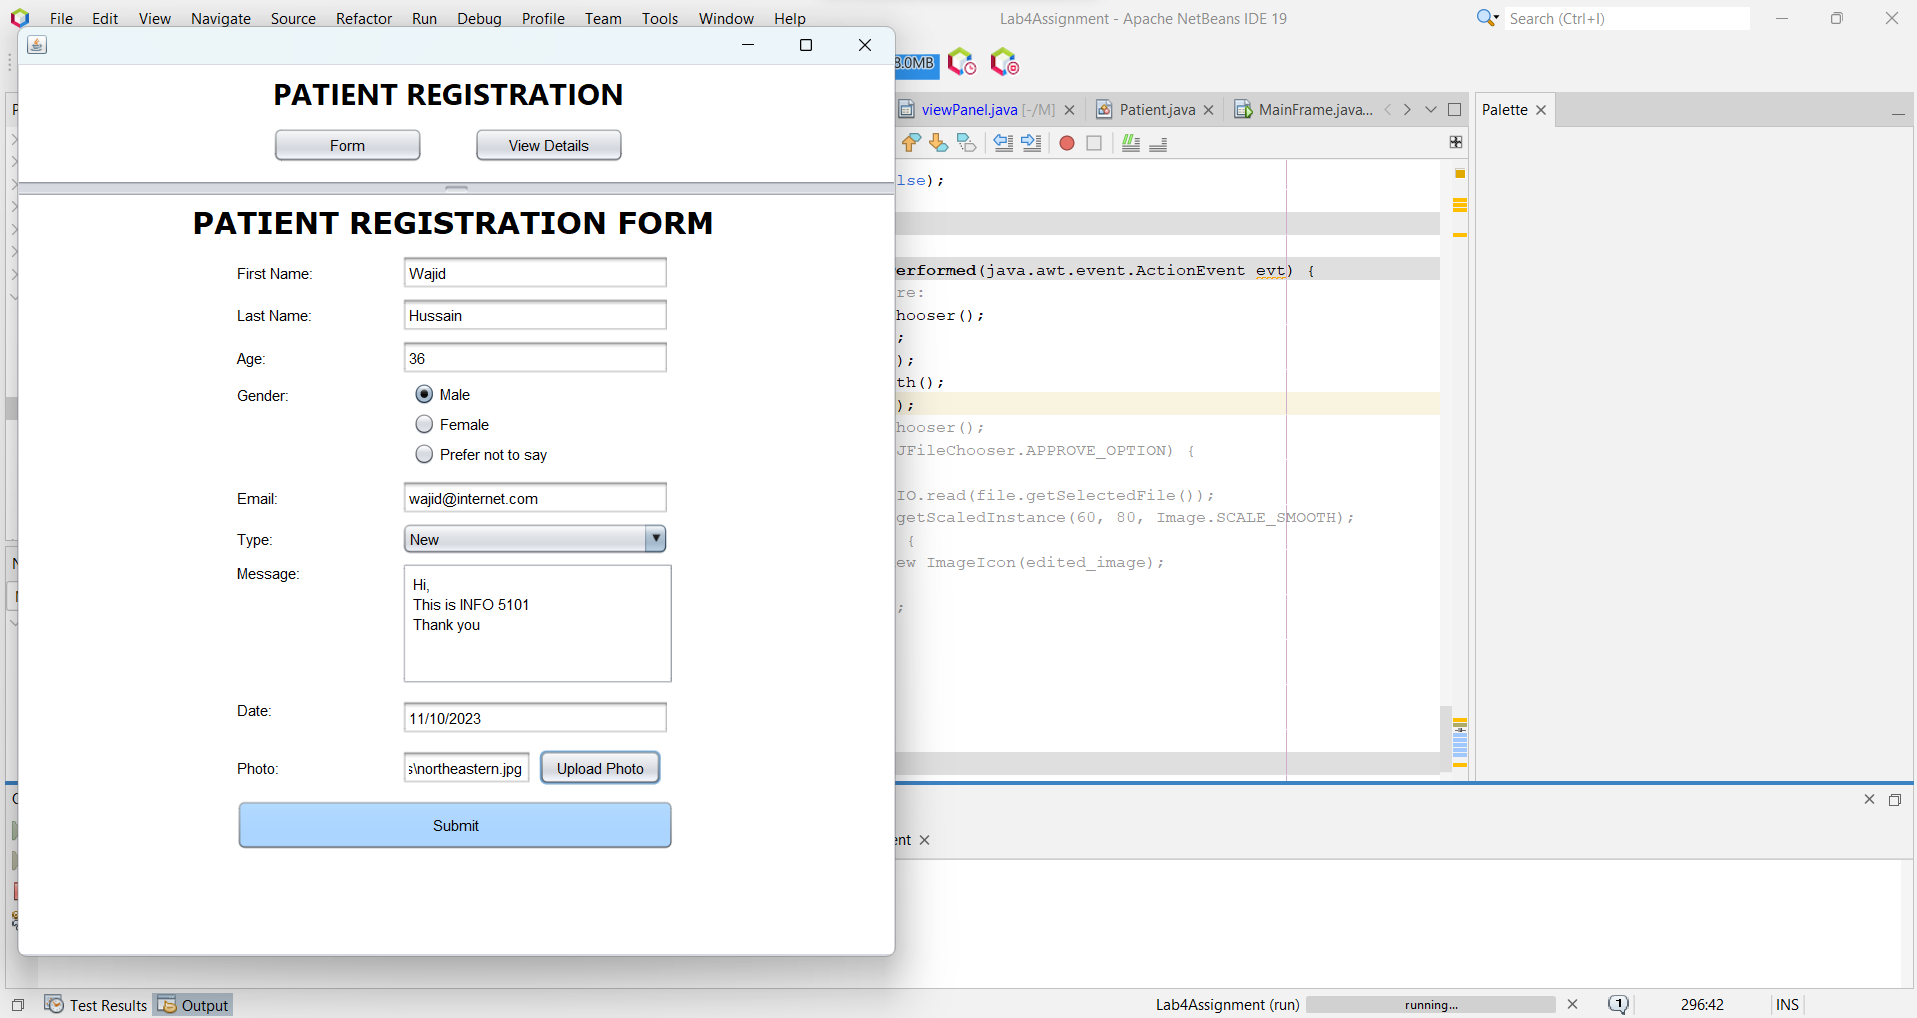 File Edit View Navigate Source Refactor Run Debug Profile Team Tools Window Help
Lab4Assignment - Apache NetBeans IDE 19
Search (Ctrl+I)
PATIENT REGISTRATION
Form
View Details
PATIENT REGISTRATION FORM
First Name:
Wajid
Last Name:
Hussain
Age:
36
Gender:
Male
Female
Prefer not to say
Email:
wajid@internet.com
Type:
New
Message:
Hi,
This is INFO 5101
Thank you
Date:
11/10/2023
Photo:
s\northeastern.jpg
Upload Photo
Submit
8.0MB
viewPanel.java [-/M]
Patient.java
MainFrame.java...
Palette
lse);
erformed(java.awt.event.ActionEvent evt) {
re:
hooser();
;
);
th();
);
hooser();
JFileChooser.APPROVE_OPTION) {
IO.read(file.getSelectedFile());
getScaledInstance(60, 80, Image.SCALE_SMOOTH);
{
ew ImageIcon(edited_image);
;
ent
Test Results
Output
Lab4Assignment (run)
running...
1
296:42
INS